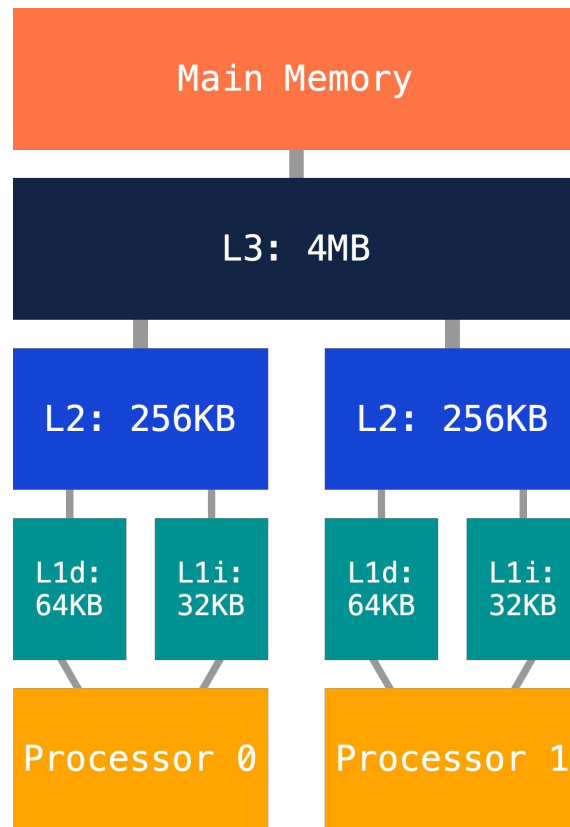 Main Memory
L3: 4MB
L2: 256KB
L2: 256KB
L1d:
64KB
L1i:
32KB
L1d:
64KB
L1i:
32KB
Processor 0
Processor 1